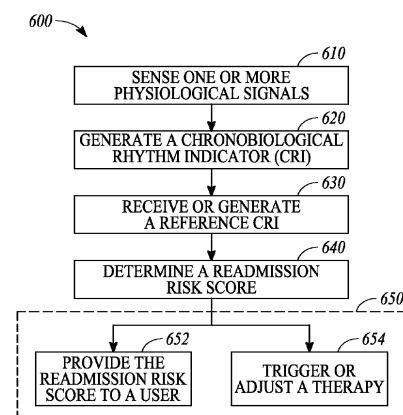 600
610
SENSE ONE OR MORE
PHYSIOLOGICAL SIGNALS
620
GENERATE A CHRONOBIOLOGICAL
RHYTHM INDICATOR (CRI)
630
RECEIVE OR GENERATE
A REFERENCE CRI
640
DETERMINE A READMISSION
RISK SCORE
650
652
PROVIDE THE
READMISSION RISK
SCORE TO A USER
654
TRIGGER OR
ADJUST A THERAPY